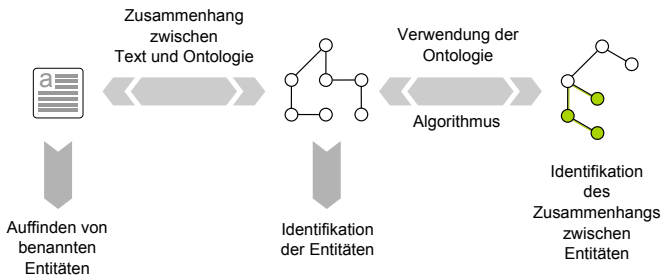 Zusammenhang
zwischen
Text und Ontologie
Verwendung der
Ontologie
Algorithmus
a
Auffinden von
benannten
Entitäten
Identifikation
der Entitäten
Identifikation
des
Zusammenhangs
zwischen
Entitäten